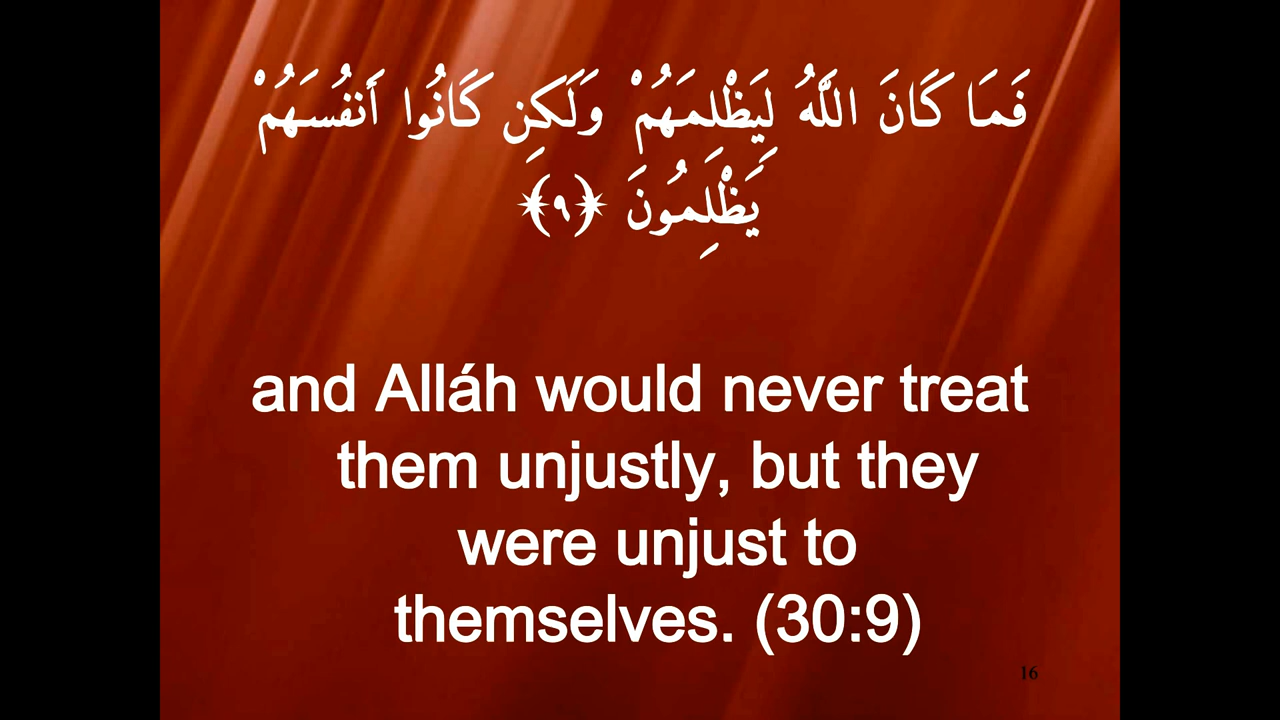 فَمَا كَانَ اللَّهُ لِيَظْلِمَهُمْ وَلَكِن كَانُوا أَنفُسَهُمْ
يَظْلِمُونَ ﴿٩﴾
and Alláh would never treat
them unjustly, but they
were unjust to
themselves. (30:9)
16